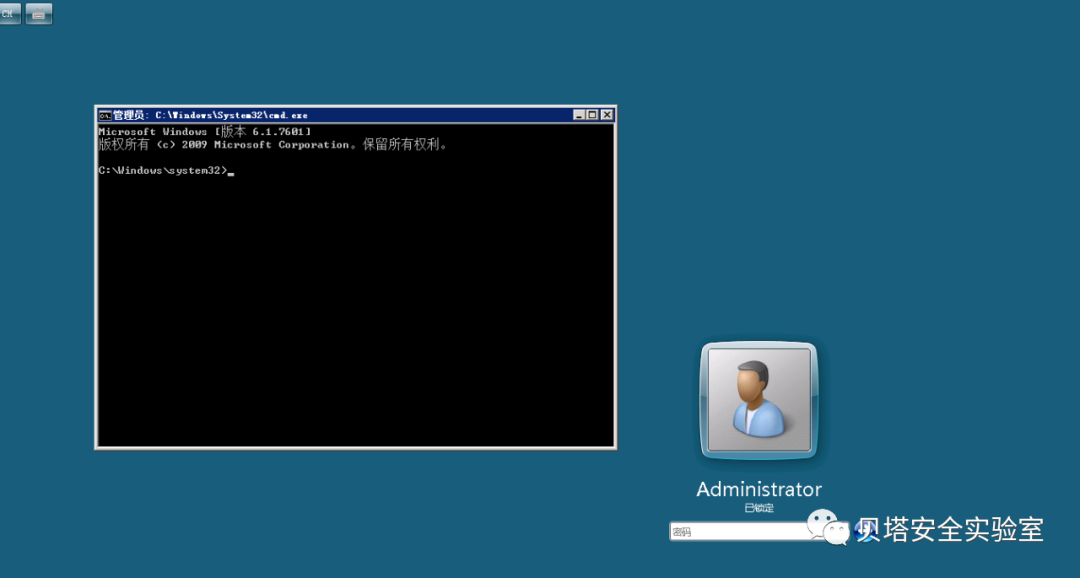 CH
管理员: C:\Windows\System32\cmd.exe
Microsoft Windows [版本 6.1.7601]
版权所有 (c) 2009 Microsoft Corporation。保留所有权利。
C:\Windows\system32>
Administrator
已锁定
密码
贝塔安全实验室